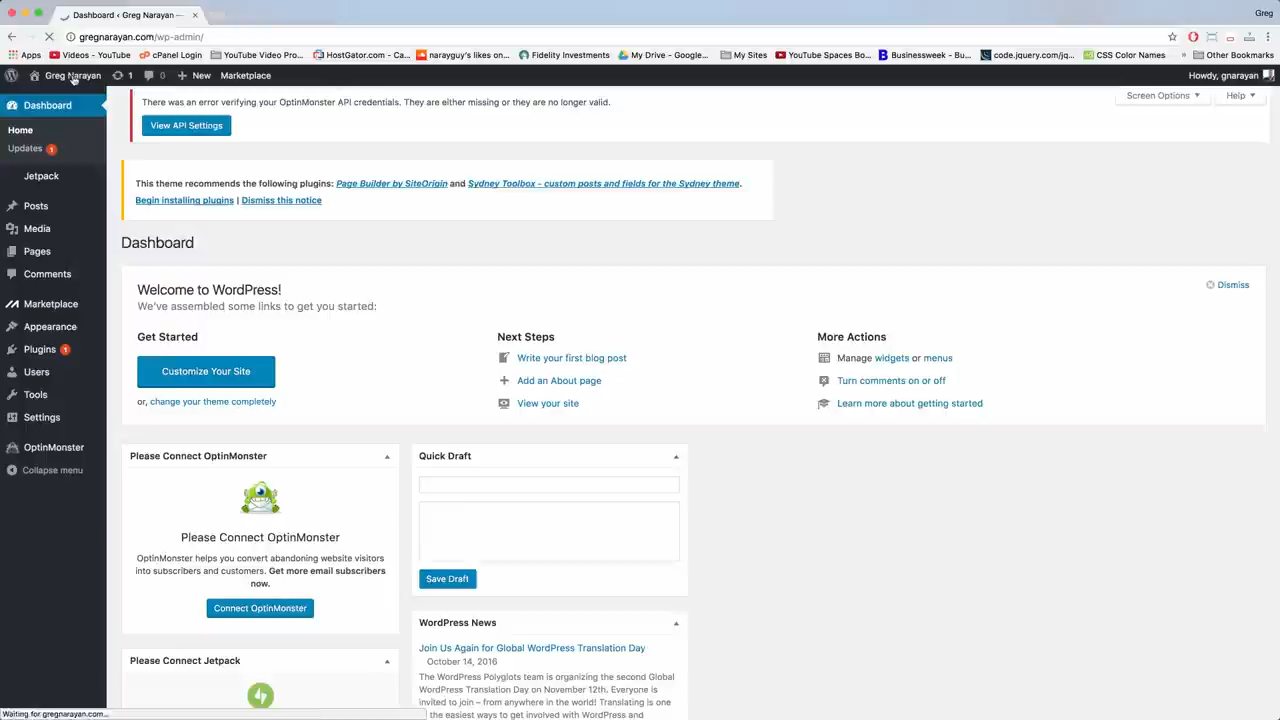 Dashboard ‹ Greg Narayan — ×
Greg
gregnarayan.com/wp-admin/
Apps Videos - YouTube cPanel Login YouTube Video Pro... HostGator.com - Ca... narayguy's likes on... Fidelity Investments My Drive - Google... My Sites YouTube Spaces Bo... Businessweek - Bu... code.jquery.com/jq... CSS Color Names » Other Bookmarks
Greg Narayan 1 0 New Marketplace Howdy, gnarayan
Dashboard
Home
Updates 1
Jetpack
Posts
Media
Pages
Comments
Marketplace
Appearance
Plugins 1
Users
Tools
Settings
OptinMonster
Collapse menu
There was an error verifying your OptinMonster API credentials. They are either missing or they are no longer valid.
View API Settings
Screen Options ▼ Help ▼
This theme recommends the following plugins: Page Builder by SiteOrigin and Sydney Toolbox - custom posts and fields for the Sydney theme.
Begin installing plugins | Dismiss this notice
Dashboard
Welcome to WordPress!
We've assembled some links to get you started:
Dismiss
Get Started
Customize Your Site
or, change your theme completely
Next Steps
Write your first blog post
Add an About page
View your site
More Actions
Manage widgets or menus
Turn comments on or off
Learn more about getting started
Please Connect OptinMonster
Please Connect OptinMonster
OptinMonster helps you convert abandoning website visitors
into subscribers and customers. Get more email subscribers
now.
Connect OptinMonster
Please Connect Jetpack
Quick Draft
Save Draft
WordPress News
Join Us Again for Global WordPress Translation Day
October 14, 2016
The WordPress Polyglots team is organizing the second Global
WordPress Translation Day on November 12th. Everyone is
invited to join – from anywhere in the world! Translating is one
of the easiest ways to get involved with WordPress and
Waiting for gregnarayan.com...